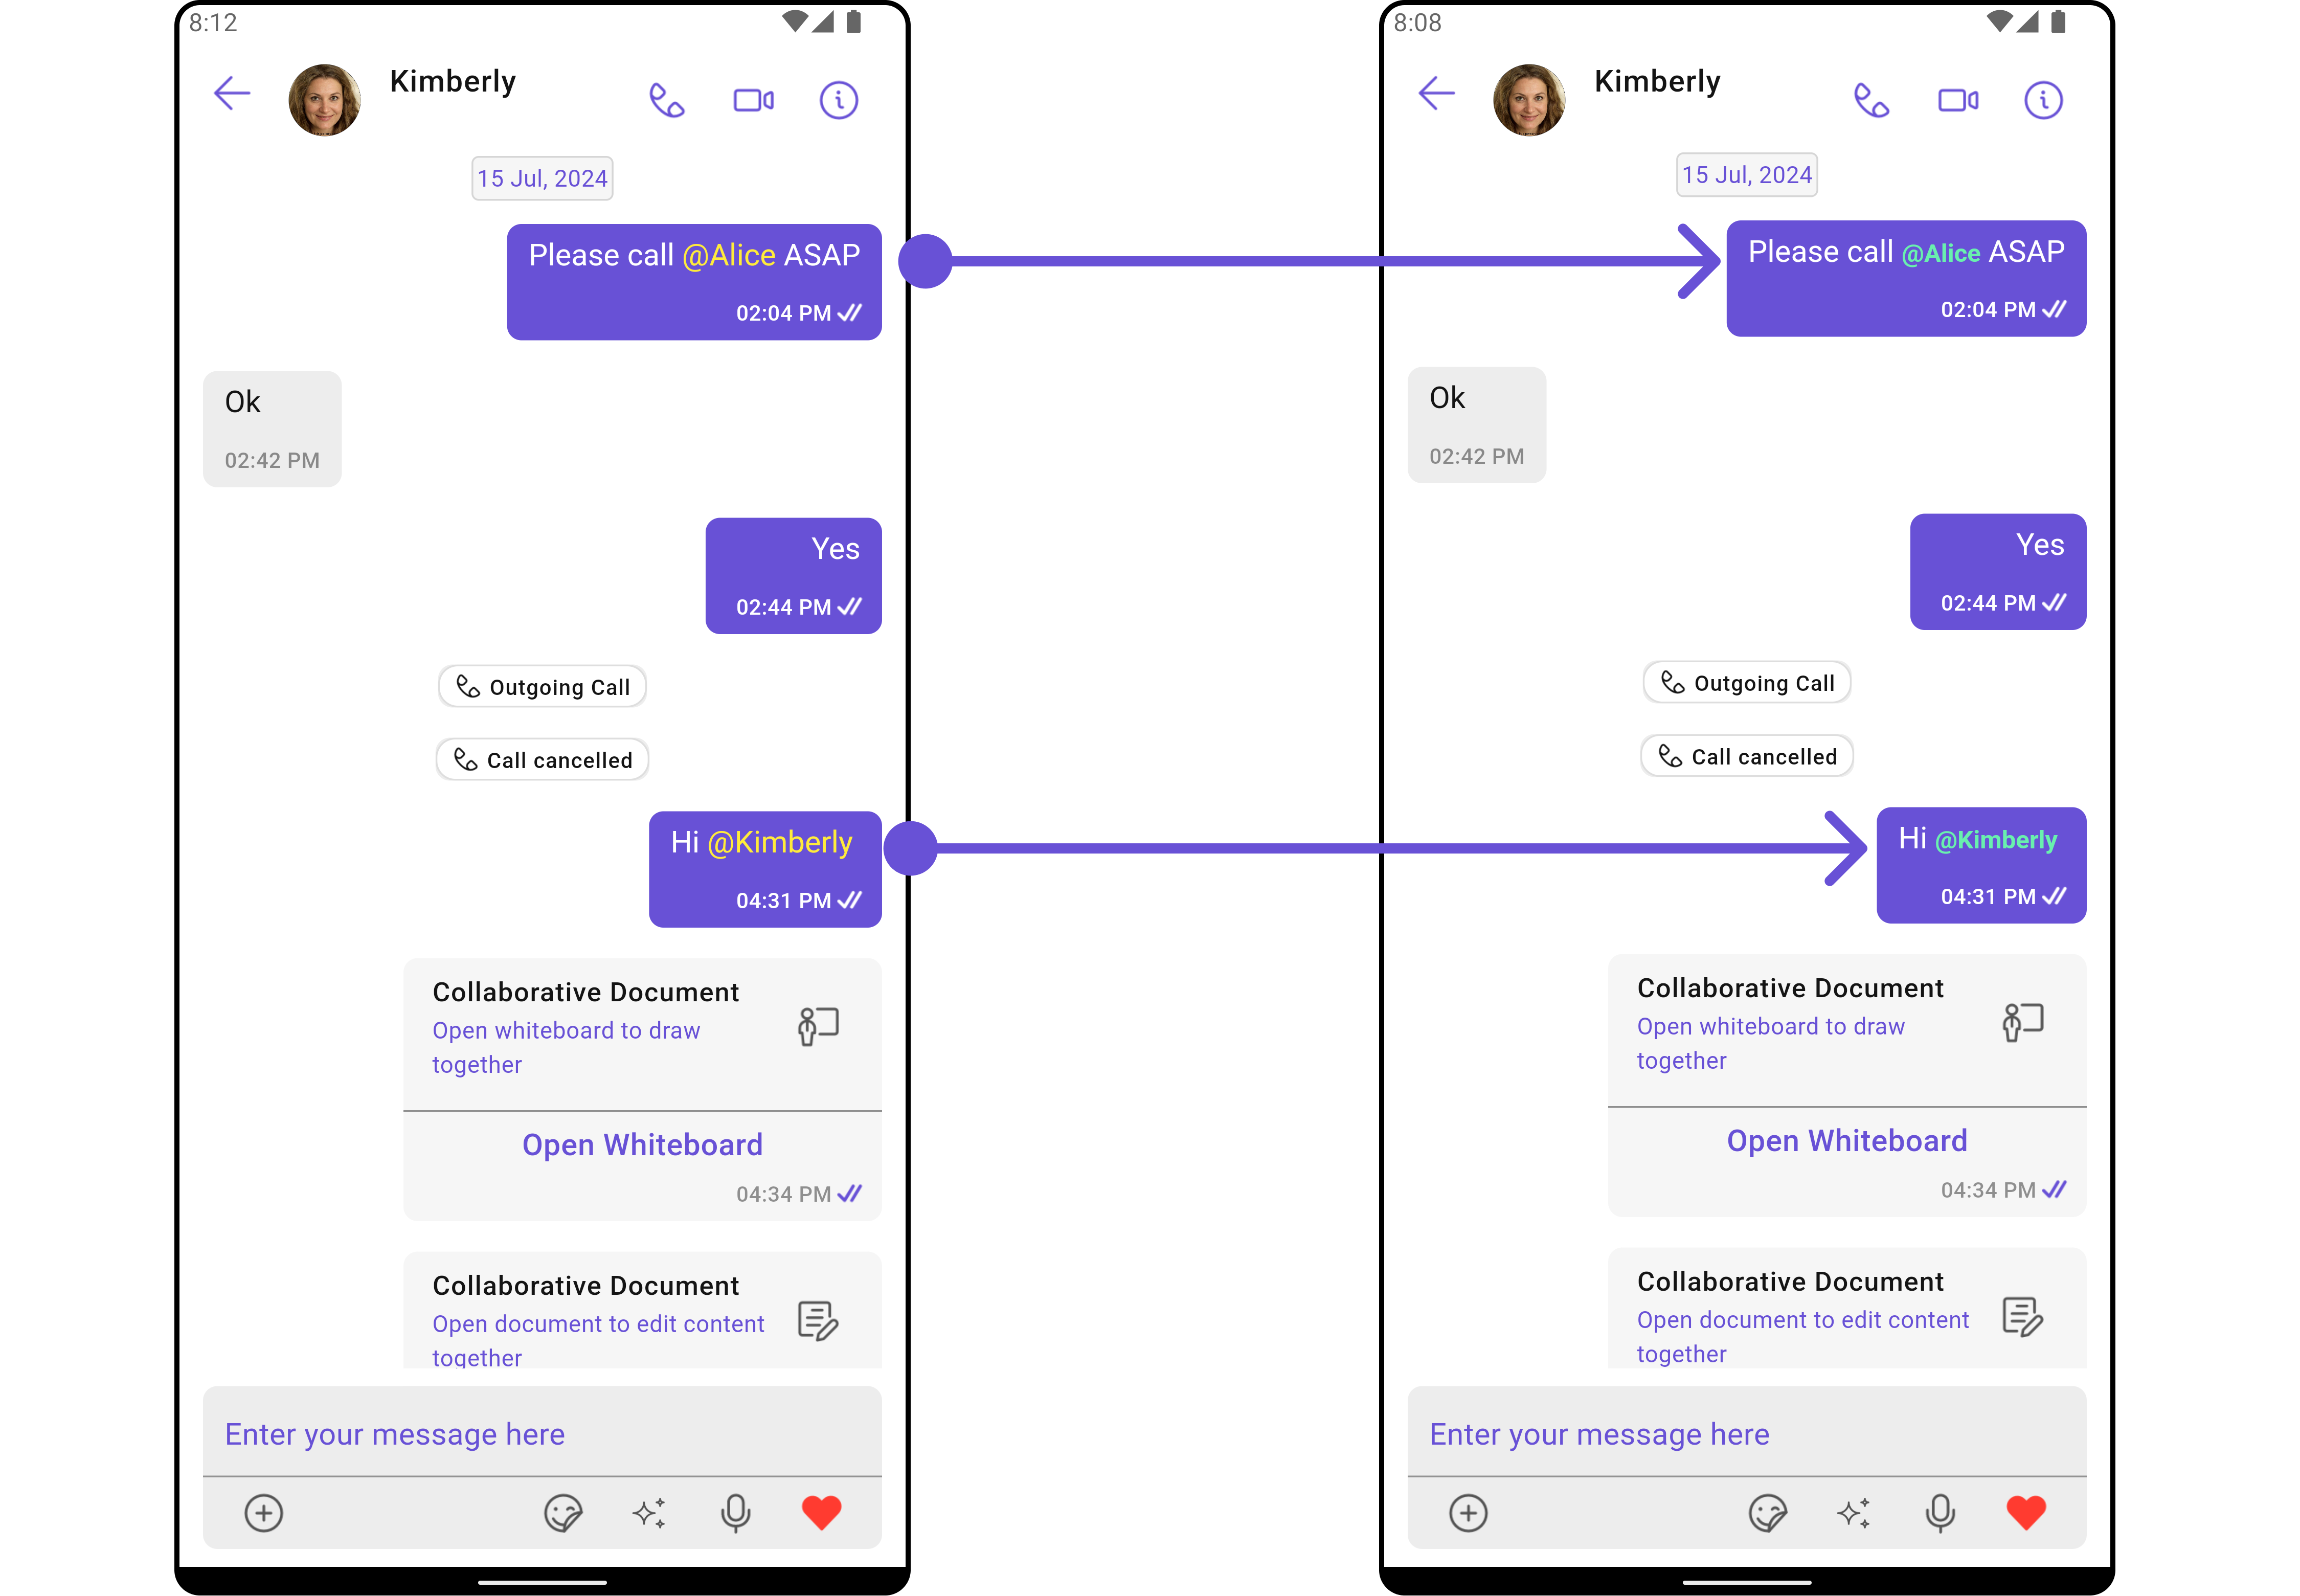 8:12
Kimberly
15 Jul, 2024
Please call @Alice ASAP
02:04 PM
Ok
02:42 PM
Yes
02:44 PM
Outgoing Call
Call cancelled
Hi @Kimberly
04:31 PM
Collaborative Document
Open whiteboard to draw
together
Open Whiteboard
04:34 PM
Collaborative Document
Open document to edit content
together
Enter your message here
8:08
Kimberly
15 Jul, 2024
Please call @Alice ASAP
02:04 PM
Ok
02:42 PM
Yes
02:44 PM
Outgoing Call
Call cancelled
Hi @Kimberly
04:31 PM
Collaborative Document
Open whiteboard to draw
together
Open Whiteboard
04:34 PM
Collaborative Document
Open document to edit content
together
Enter your message here